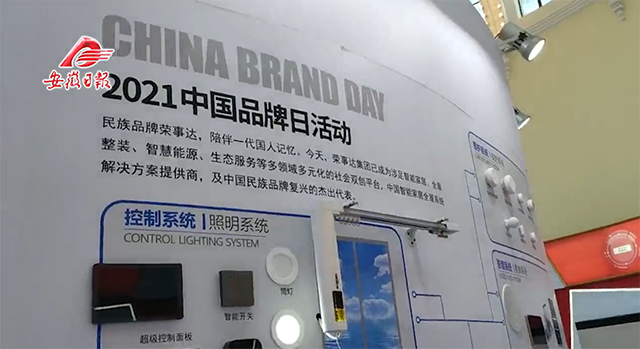 安徽日报
CHINA BRAND DAY
2021中国品牌日活动
民族品牌荣事达，陪伴一代国人记忆，今天，荣事达集团已成为涉足智能家居、全屋
整装、智慧能源、生态服务等多领域多元化的社会双创平台，中国智能家居全屋系统
解决方案提供商，及中国民族品牌复兴的杰出代表。
控制系统|照明系统
CONTROL LIGHTING SYSTEM
筒灯
智能开关
超级控制面板